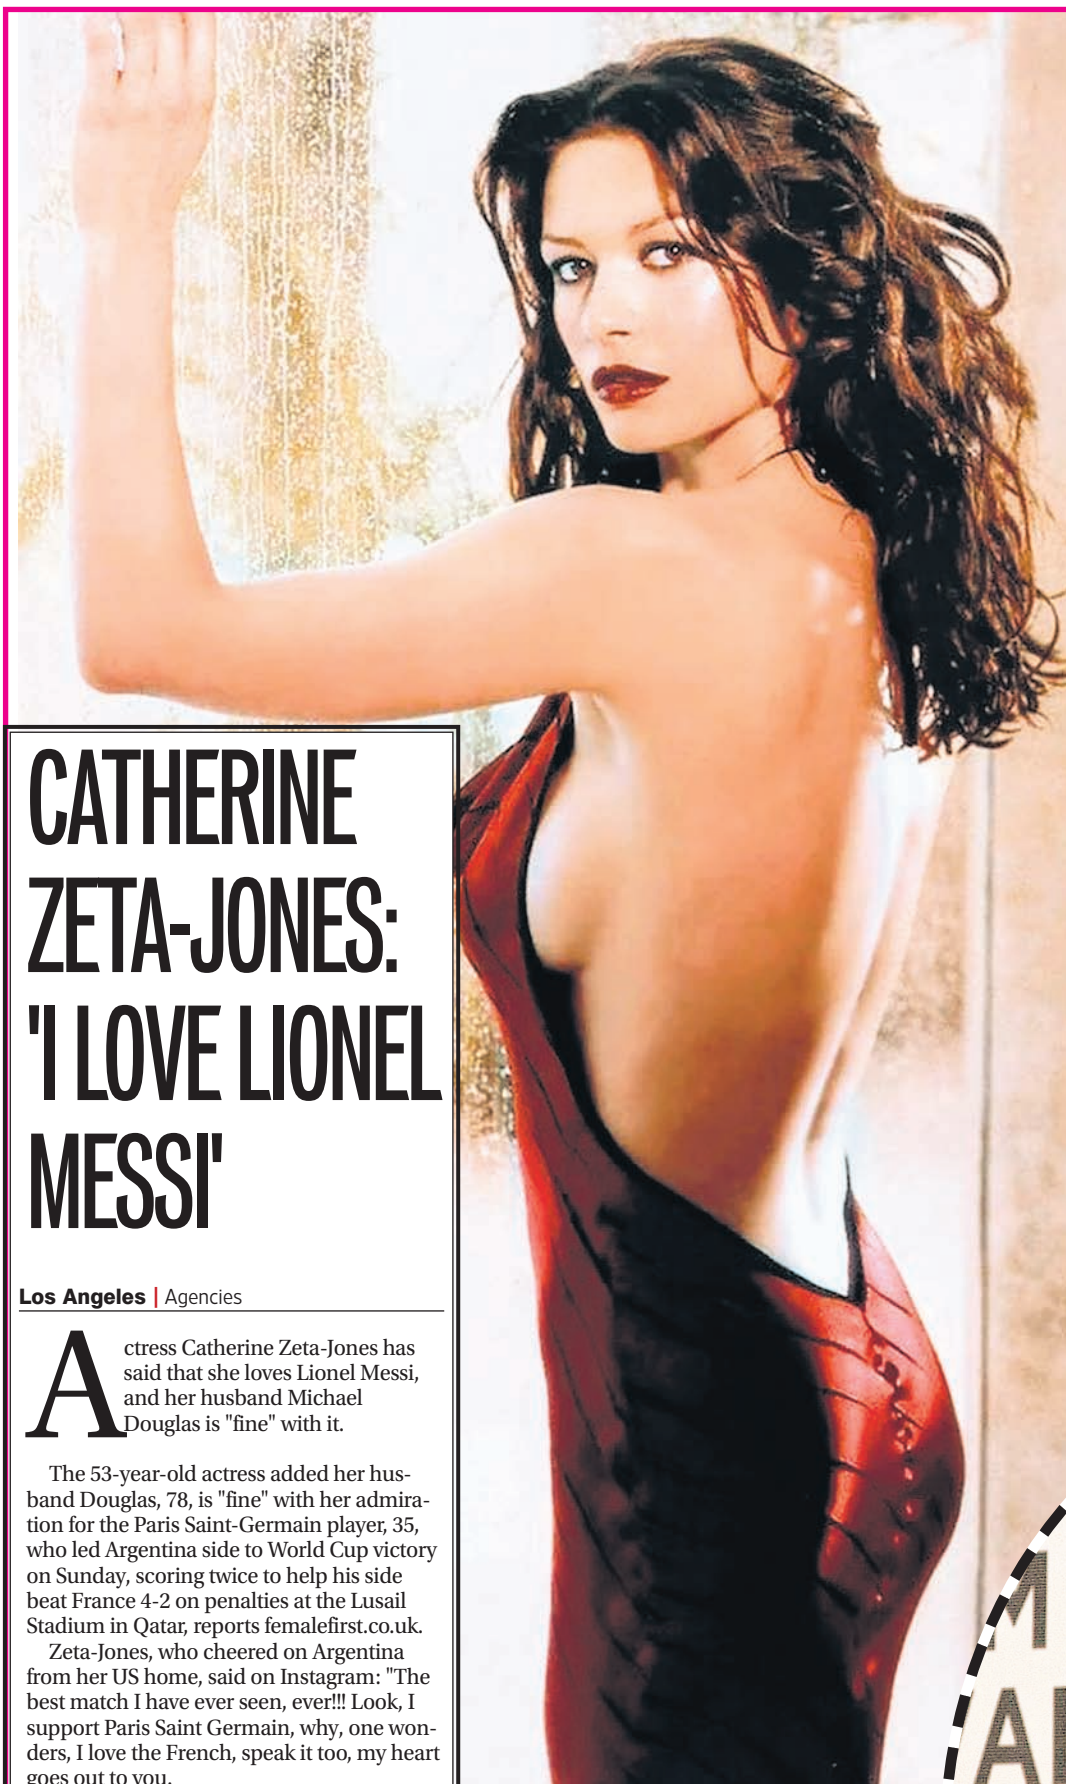 CATHERINE
ZETA-JONES:
'I LOVE LIONEL
MESSI'
Los Angeles | Agencies
Actress Catherine Zeta-Jones has
said that she loves Lionel Messi,
and her husband Michael
Douglas is "fine" with it.
The 53-year-old actress added her hus-
band Douglas, 78, is "fine" with her admira-
tion for the Paris Saint-Germain player, 35,
who led Argentina side to World Cup victory
on Sunday, scoring twice to help his side
beat France 4-2 on penalties at the Lusail
Stadium in Qatar, reports femalefirst.co.uk.
Zeta-Jones, who cheered on Argentina
from her US home, said on Instagram: "The
best match I have ever seen, ever!!! Look, I
support Paris Saint Germain, why, one won-
ders, I love the French, speak it too, my heart
goes out to you.